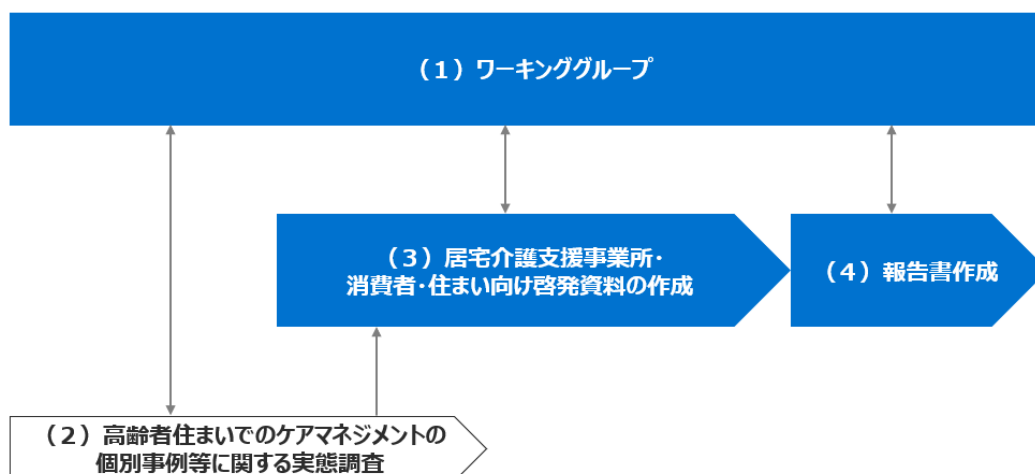 （１）ワーキンググループ
（３）居宅介護支援事業所・
消費者・住まい向け啓発資料の作成
（４）報告書作成
（２）高齢者住まいでのケアマネジメントの
個別事例等に関する実態調査